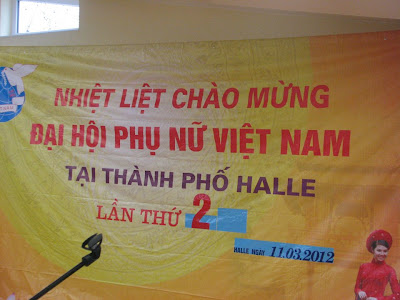 NHIỆT LIỆT CHÀO MỪNG
ĐẠI HỘI PHỤ NỮ VIỆT NAM
TẠI THÀNH PHỐ HALLE
LẦN THỨ 2
HALLE NGAY 11.03.2012